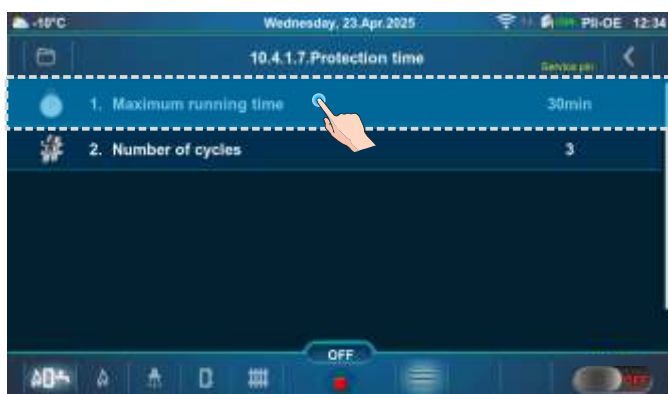 -10°C Wednesday, 23.Apr.2025 PII-OE 12:34
10.4.1.7.Protection time
Service pin
1. Maximum running time 30min
2. Number of cycles 3
OFF
OFF